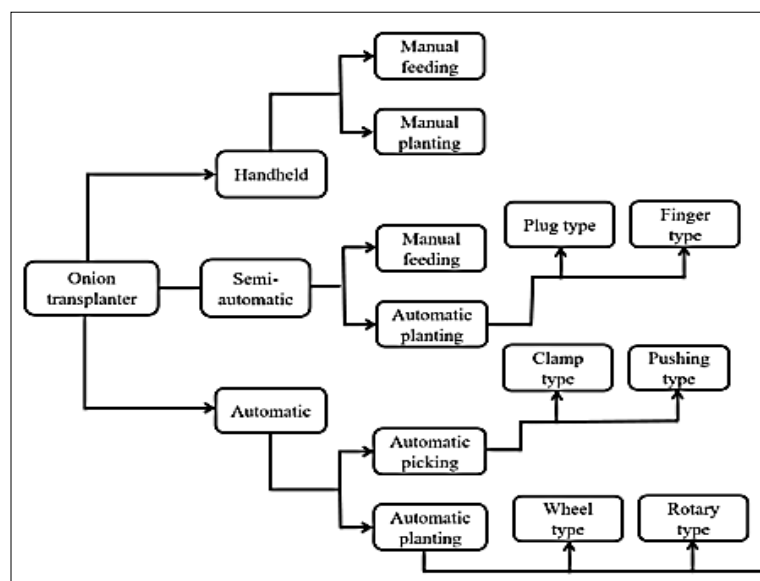 Manual
feeding
Manual
planting
Handheld
Plug type
Finger
type
Manual
feeding
Onion
transplanter
Semi-
automatic
Automatic
planting
Clamp
type
Pushing
type
Automatic
Automatic
picking
Automatic
planting
Wheel
type
Rotary
type